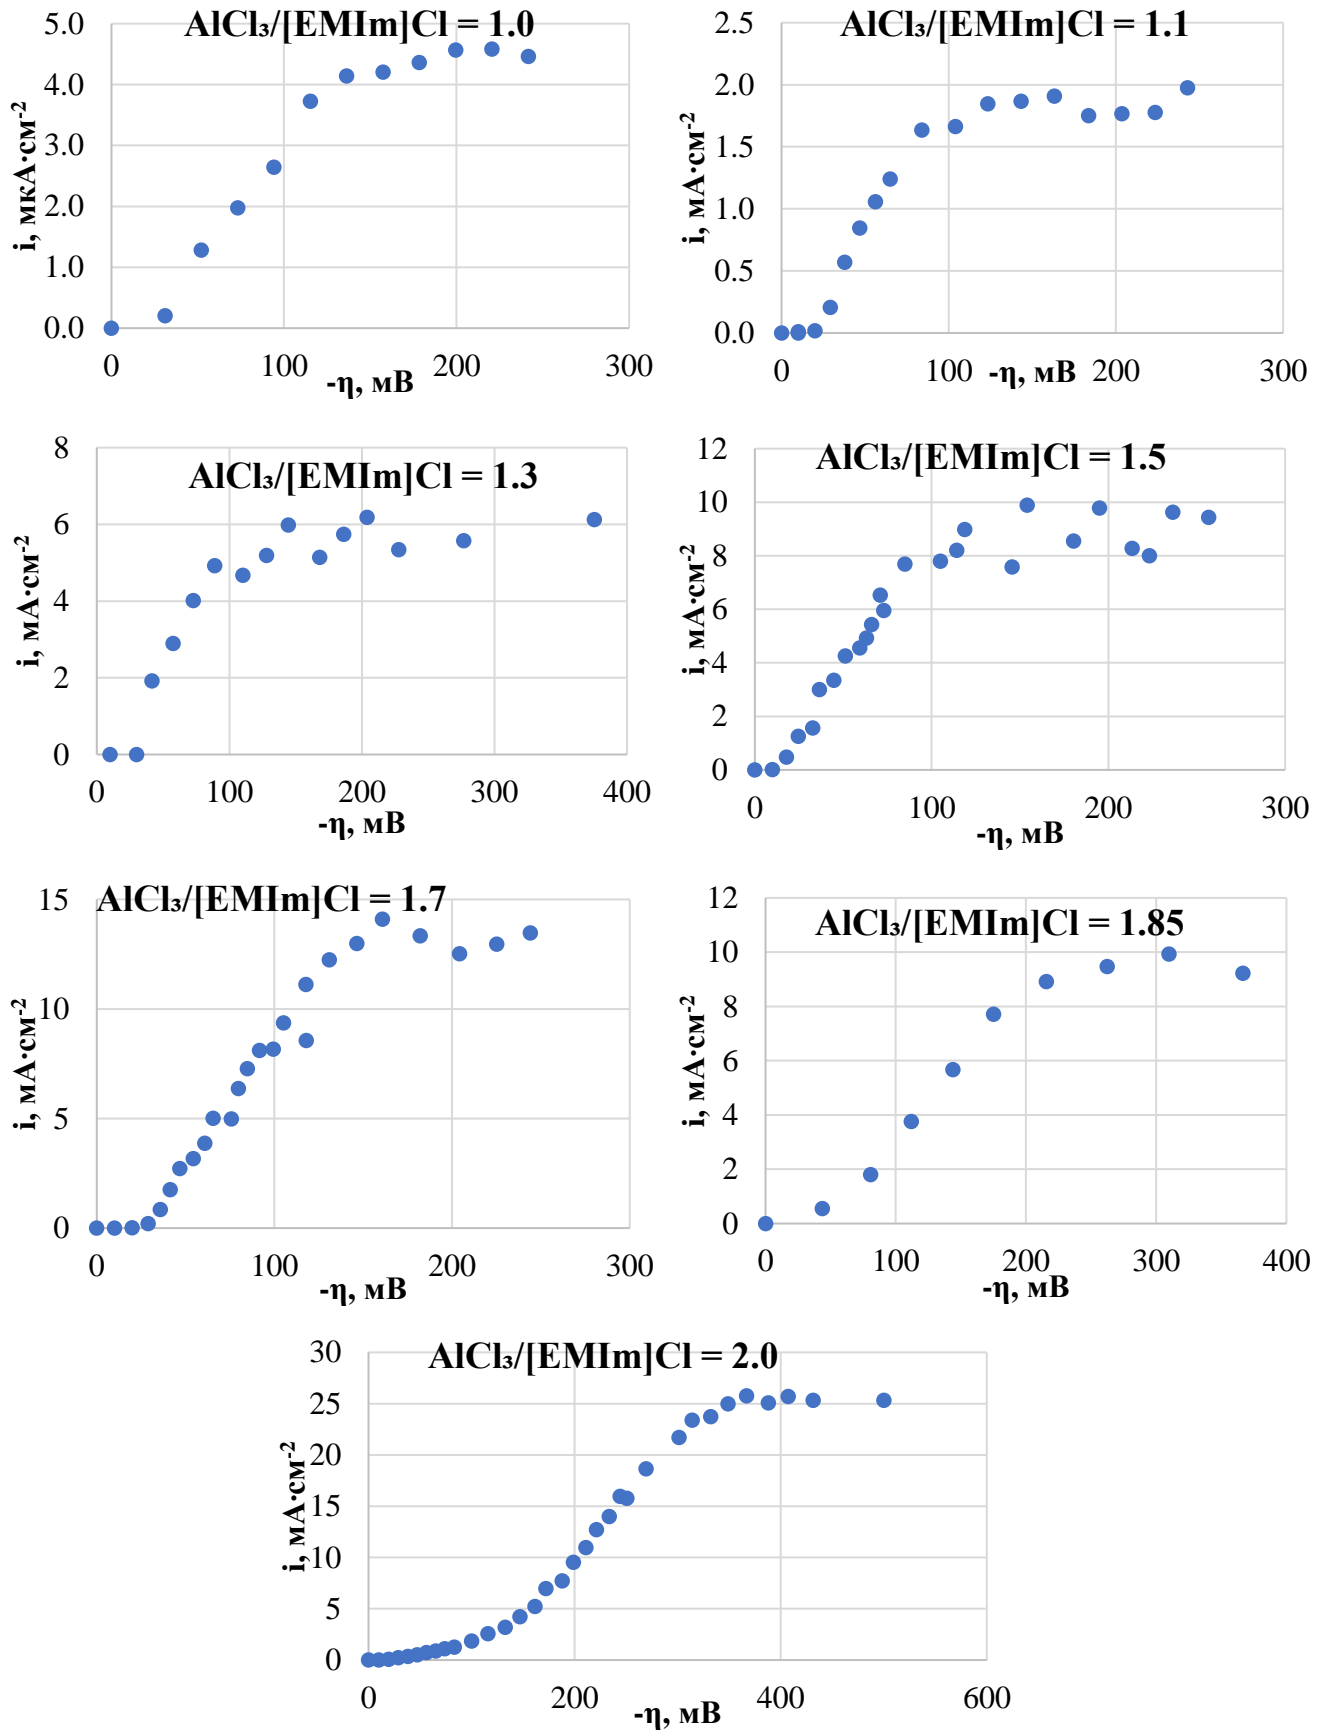 AlCl₃/[EMIm]Cl = 1.0
i, мкА·см⁻²
5.0
4.0
3.0
2.0
1.0
0.0
0 100 200 300
-η, мВ
AlCl₃/[EMIm]Cl = 1.1
i, мА·см⁻²
2.5
2.0
1.5
1.0
0.5
0.0
0 100 200 300
-η, мВ
AlCl₃/[EMIm]Cl = 1.3
i, мА·см⁻²
8
6
4
2
0
0 100 200 300 400
-η, мВ
AlCl₃/[EMIm]Cl = 1.5
i, мА·см⁻²
12
10
8
6
4
2
0
0 100 200 300
-η, мВ
AlCl₃/[EMIm]Cl = 1.7
i, мА·см⁻²
15
10
5
0
0 100 200 300
-η, мВ
AlCl₃/[EMIm]Cl = 1.85
i, мА·см⁻²
12
10
8
6
4
2
0
0 100 200 300 400
-η, мВ
AlCl₃/[EMIm]Cl = 2.0
i, мА·см⁻²
30
25
20
15
10
5
0
0 200 400 600
-η, мВ